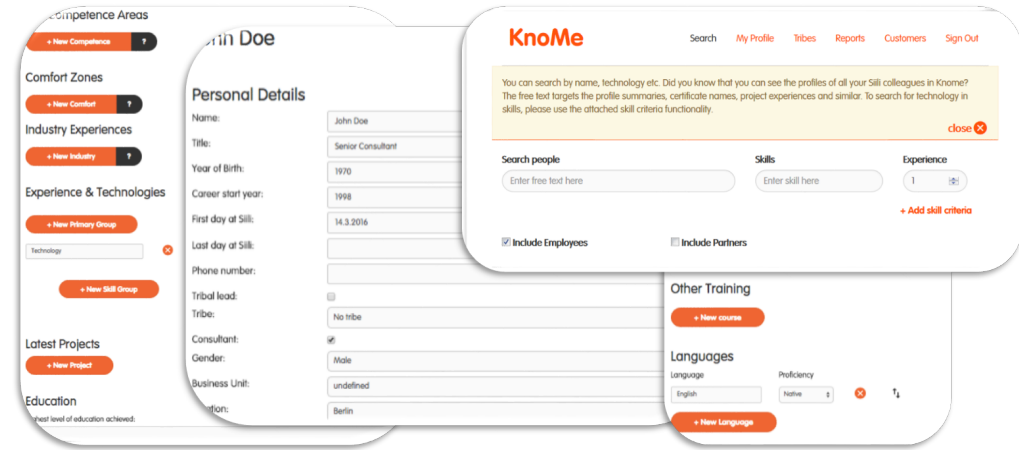 Competence Areas
+ New Competence ?
Comfort Zones
+ New Comfort ?
Industry Experiences
+ New Industry ?
Experience & Technologies
+ New Primary Group
Technology
+ New Skill Group
Latest Projects
+ New Project
Education
highest level of education achieved:
John Doe
Personal Details
Name: John Doe
Title: Senior Consultant
Year of Birth: 1970
Career start year: 1998
First day at Siili: 14.3.2016
Last day at Siili:
Phone number:
Tribal lead:
Tribe: No tribe
Consultant:
Gender: Male
Business Unit: undefined
Berlin
KnoMe
Search My Profile Tribes Reports Customers Sign Out
You can search by name, technology etc. Did you know that you can see the profiles of all your Siili colleagues in Knome?
The free text targets the profile summaries, certificate names, project experiences and similar. To search for technology in
skills, please use the attached skill criteria functionality.
close
Search people Skills Experience
Enter free text here Enter skill here 1
+ Add skill criteria
Include Employees Include Partners
Other Training
+ New course
Languages
Language Proficiency
English Native
+ New Language